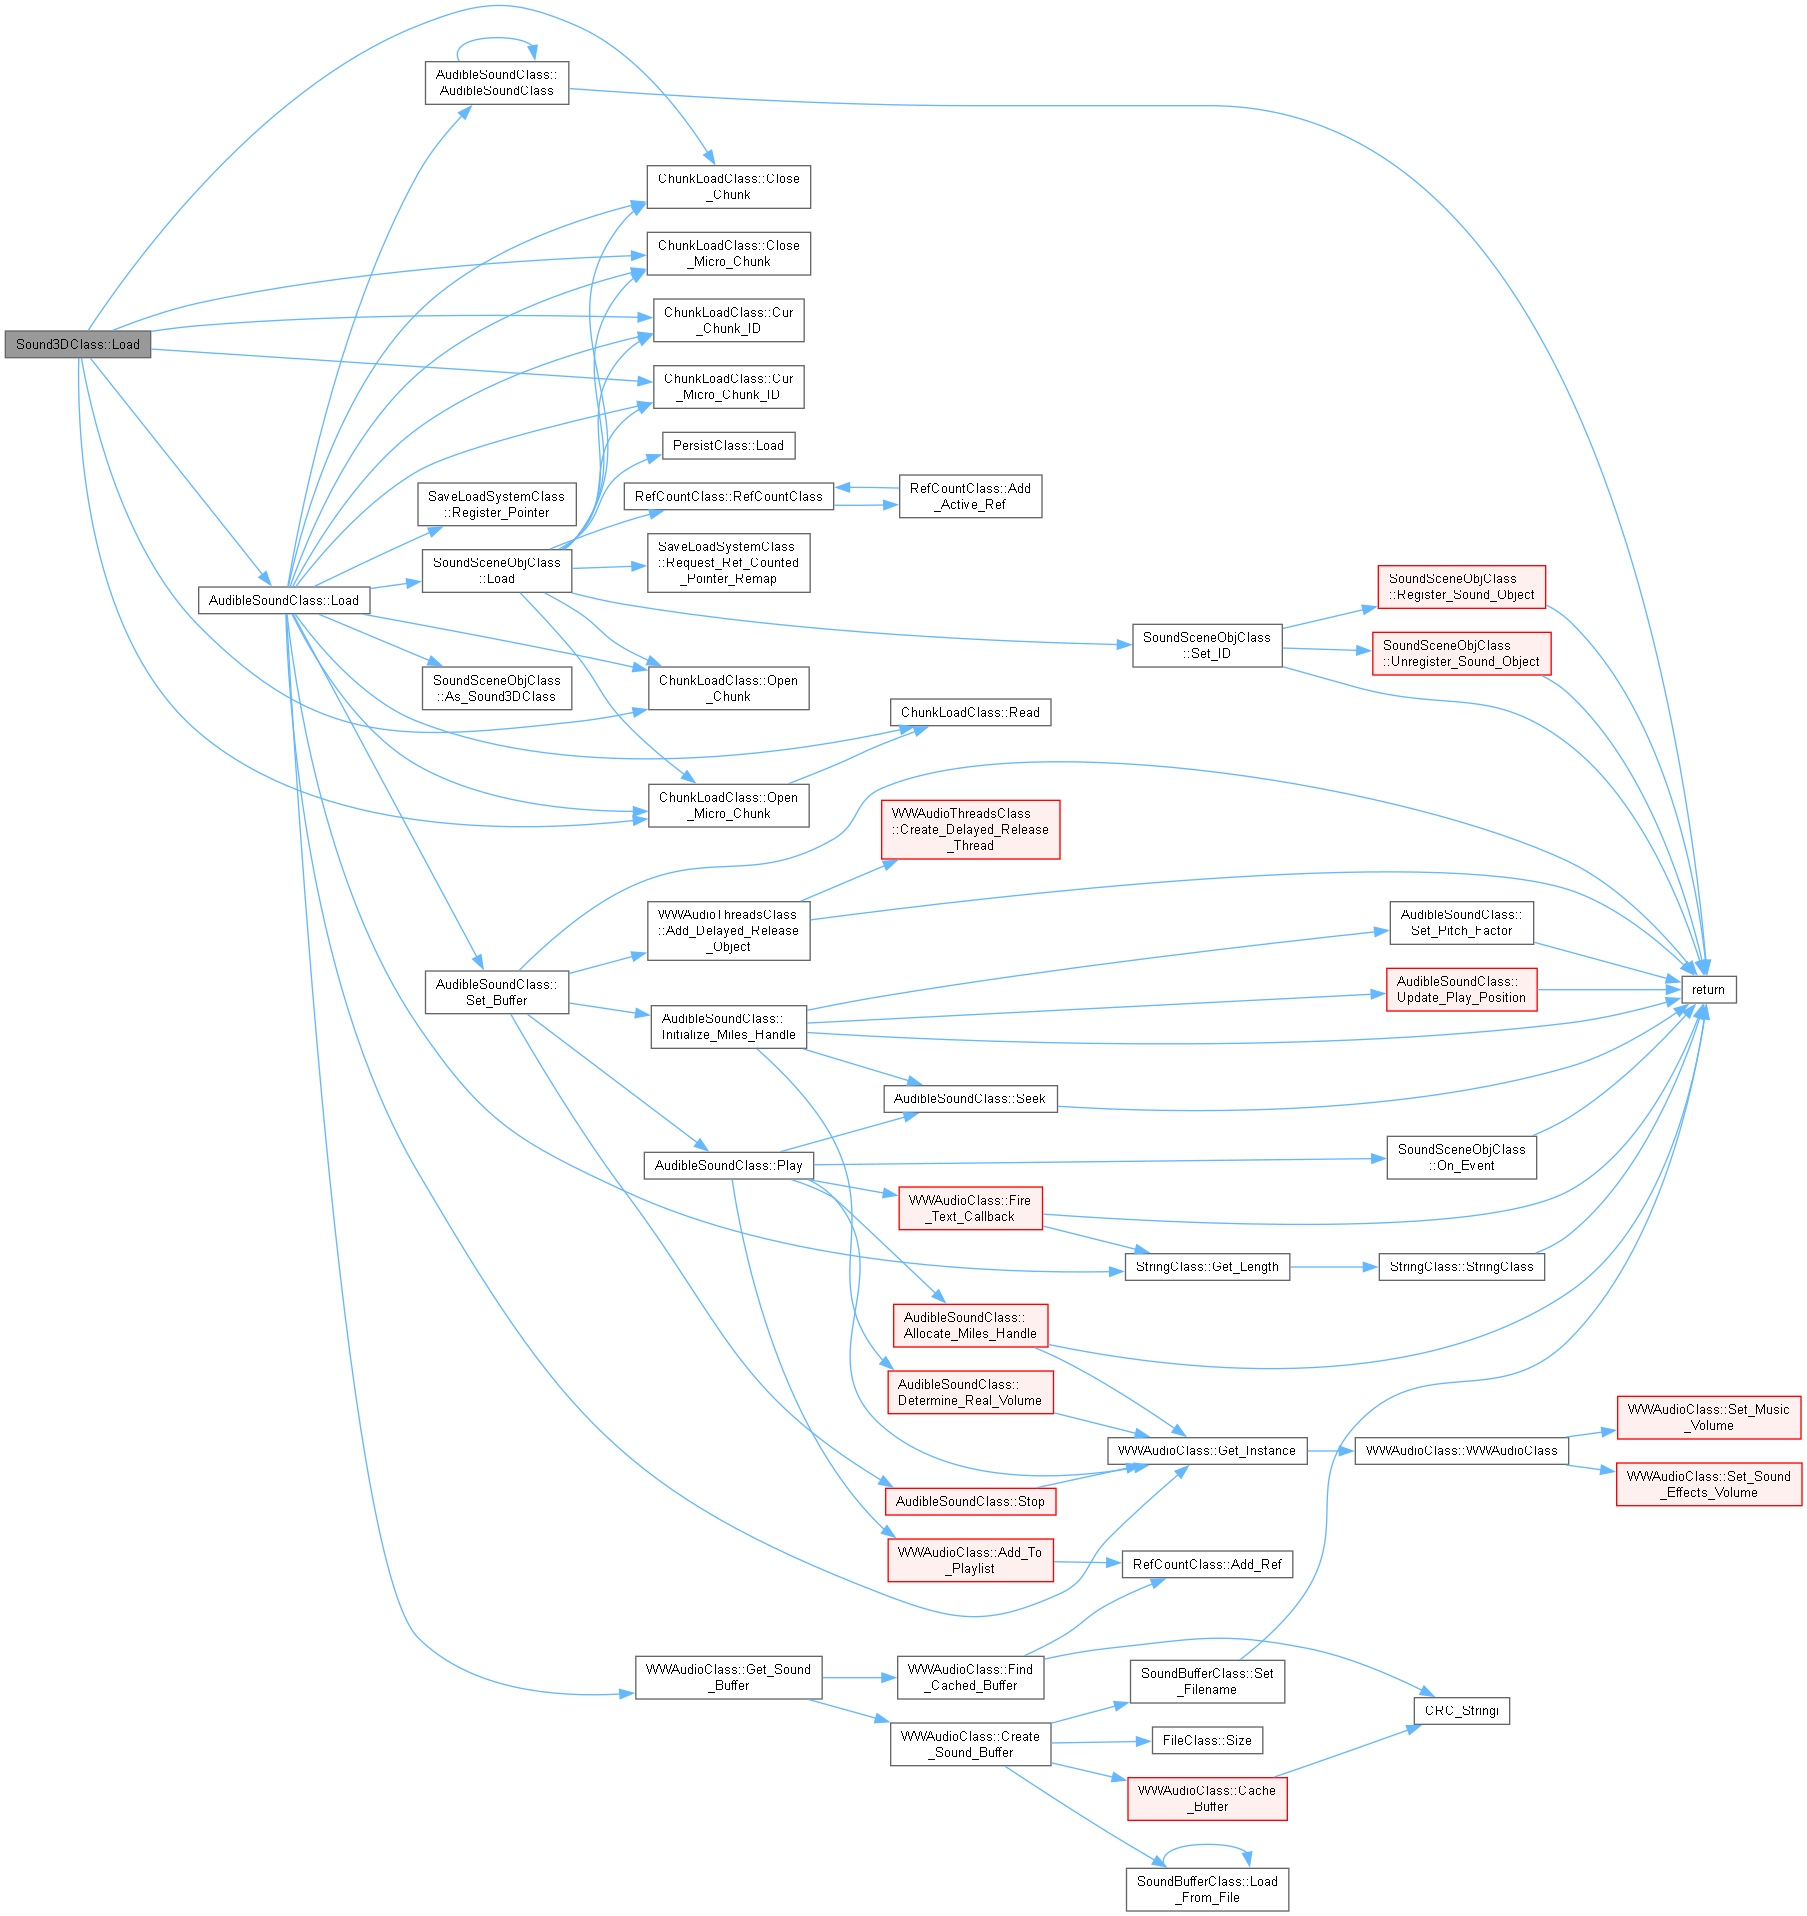 Sound3DClass::Load
AudibleSoundClass::
AudibleSoundClass
ChunkLoadClass::Close
_Chunk
ChunkLoadClass::Close
_Micro_Chunk
ChunkLoadClass::Cur
_Chunk_ID
ChunkLoadClass::Cur
_Micro_Chunk_ID
PersistClass::Load
SaveLoadSystemClass
::Register_Pointer
RefCountClass::RefCountClass
RefCountClass::Add
_Active_Ref
SoundSceneObjClass
::Load
SaveLoadSystemClass
::Request_Ref_Counted
_Pointer_Remap
AudibleSoundClass::Load
SoundSceneObjClass
::Register_Sound_Object
SoundSceneObjClass
::Set_ID
SoundSceneObjClass
::Unregister_Sound_Object
SoundSceneObjClass
::As_Sound3DClass
ChunkLoadClass::Open
_Chunk
ChunkLoadClass::Read
ChunkLoadClass::Open
_Micro_Chunk
WWAudioThreadsClass
::Create_Delayed_Release
_Thread
WWAudioThreadsClass
::Add_Delayed_Release
_Object
AudibleSoundClass::
Set_Pitch_Factor
AudibleSoundClass::
Set_Buffer
AudibleSoundClass::
Update_Play_Position
return
AudibleSoundClass::
Initialize_Miles_Handle
AudibleSoundClass::Seek
AudibleSoundClass::Play
SoundSceneObjClass
::On_Event
WWAudioClass::Fire
_Text_Callback
StringClass::Get_Length
StringClass::StringClass
AudibleSoundClass::
Allocate_Miles_Handle
AudibleSoundClass::
Determine_Real_Volume
WWAudioClass::Get_Instance
WWAudioClass::WWAudioClass
WWAudioClass::Set_Music
_Volume
WWAudioClass::Set_Sound
_Effects_Volume
AudibleSoundClass::Stop
WWAudioClass::Add_To
_Playlist
RefCountClass::Add_Ref
WWAudioClass::Get_Sound
_Buffer
WWAudioClass::Find
_Cached_Buffer
SoundBufferClass::Set
_Filename
CRC_Stringi
WWAudioClass::Create
_Sound_Buffer
FileClass::Size
WWAudioClass::Cache
_Buffer
SoundBufferClass::Load
_From_File